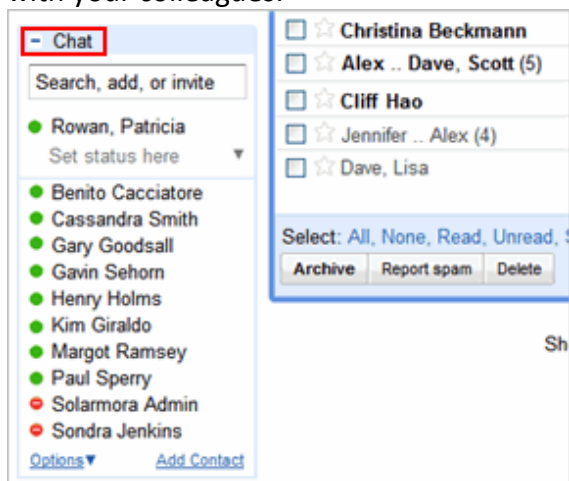 with your colleagues.
− Chat
Search, add, or invite
Rowan, Patricia
Set status here
Benito Cacciatore
Cassandra Smith
Gary Goodsall
Gavin Sehorn
Henry Holms
Kim Giraldo
Margot Ramsey
Paul Sperry
Solarmora Admin
Sondra Jenkins
Options▼ Add Contact
Christina Beckmann
Alex .. Dave, Scott (5)
Cliff Hao
Jennifer .. Alex (4)
Dave, Lisa
Select: All, None, Read, Unread,
Archive Report spam Delete
Sh